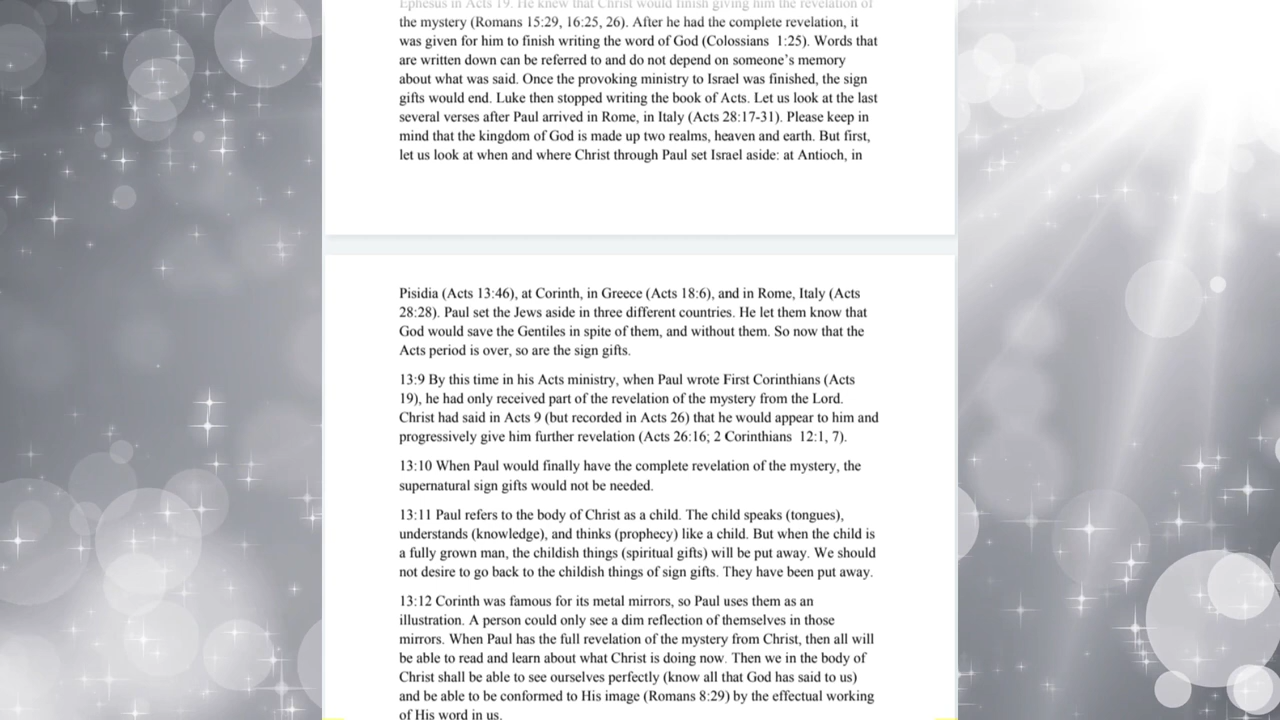 Ephesus in Acts 19. He knew that Christ would finish giving him the revelation of
the mystery (Romans 15:29, 16:25, 26). After he had the complete revelation, it
was given for him to finish writing the word of God (Colossians  1:25). Words that
are written down can be referred to and do not depend on someone's memory
about what was said. Once the provoking ministry to Israel was finished, the sign
gifts would end. Luke then stopped writing the book of Acts. Let us look at the last
several verses after Paul arrived in Rome, in Italy (Acts 28:17-31). Please keep in
mind that the kingdom of God is made up two realms, heaven and earth. But first,
let us look at when and where Christ through Paul set Israel aside: at Antioch, in
Pisidia (Acts 13:46), at Corinth, in Greece (Acts 18:6), and in Rome, Italy (Acts
28:28). Paul set the Jews aside in three different countries. He let them know that
God would save the Gentiles in spite of them, and without them. So now that the
Acts period is over, so are the sign gifts.
13:9 By this time in his Acts ministry, when Paul wrote First Corinthians (Acts
19), he had only received part of the revelation of the mystery from the Lord.
Christ had said in Acts 9 (but recorded in Acts 26) that he would appear to him and
progressively give him further revelation (Acts 26:16; 2 Corinthians  12:1, 7).
13:10 When Paul would finally have the complete revelation of the mystery, the
supernatural sign gifts would not be needed.
13:11 Paul refers to the body of Christ as a child. The child speaks (tongues),
understands (knowledge), and thinks (prophecy) like a child. But when the child is
a fully grown man, the childish things (spiritual gifts) will be put away. We should
not desire to go back to the childish things of sign gifts. They have been put away.
13:12 Corinth was famous for its metal mirrors, so Paul uses them as an
illustration. A person could only see a dim reflection of themselves in those
mirrors. When Paul has the full revelation of the mystery from Christ, then all will
be able to read and learn about what Christ is doing now. Then we in the body of
Christ shall be able to see ourselves perfectly (know all that God has said to us)
and be able to be conformed to His image (Romans 8:29) by the effectual working
of His word in us.